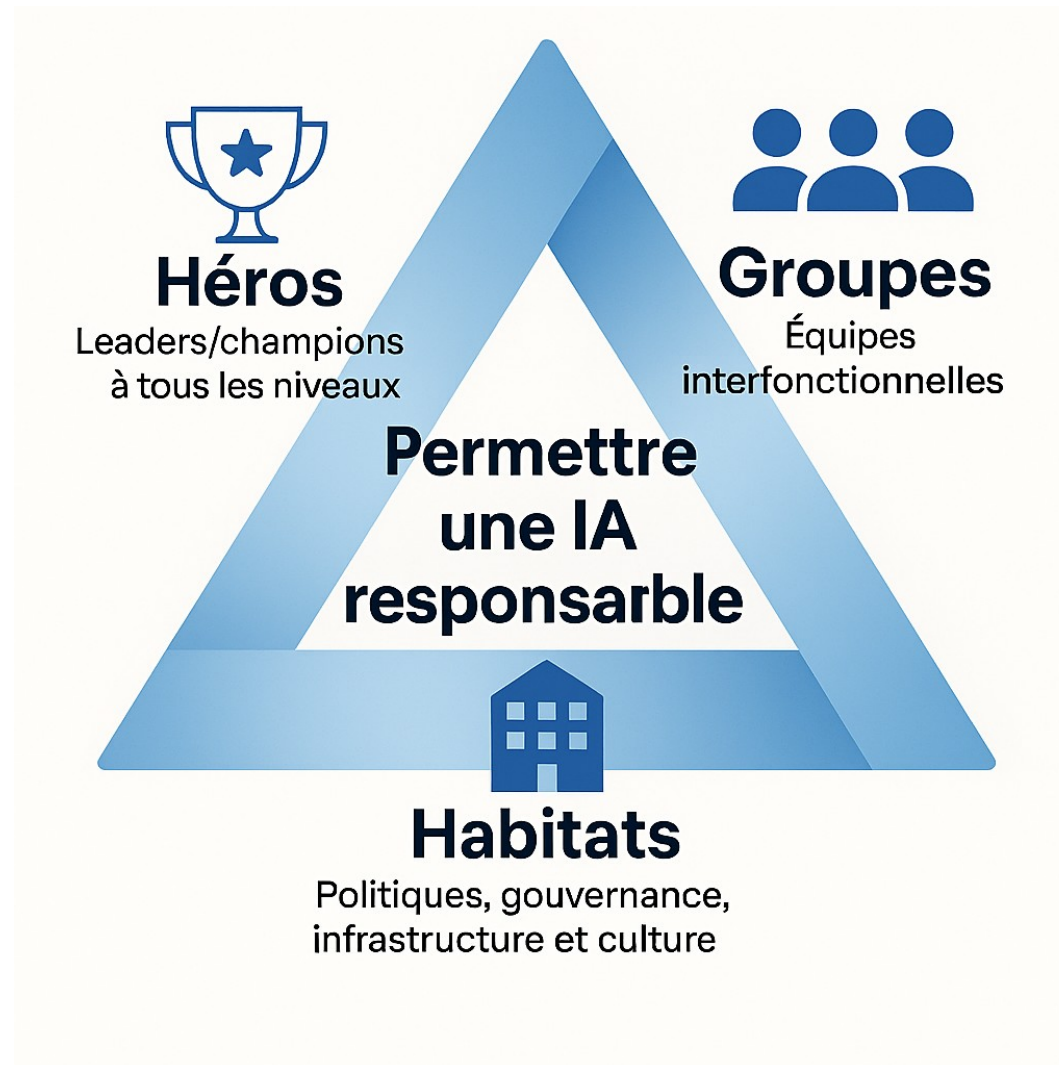 Héros
Leaders/champions
à tous les niveaux
Groupes
Équipes
interfonctionnelles
Permettre
une IA
responsarble
Habitats
Politiques, gouvernance,
infrastructure et culture